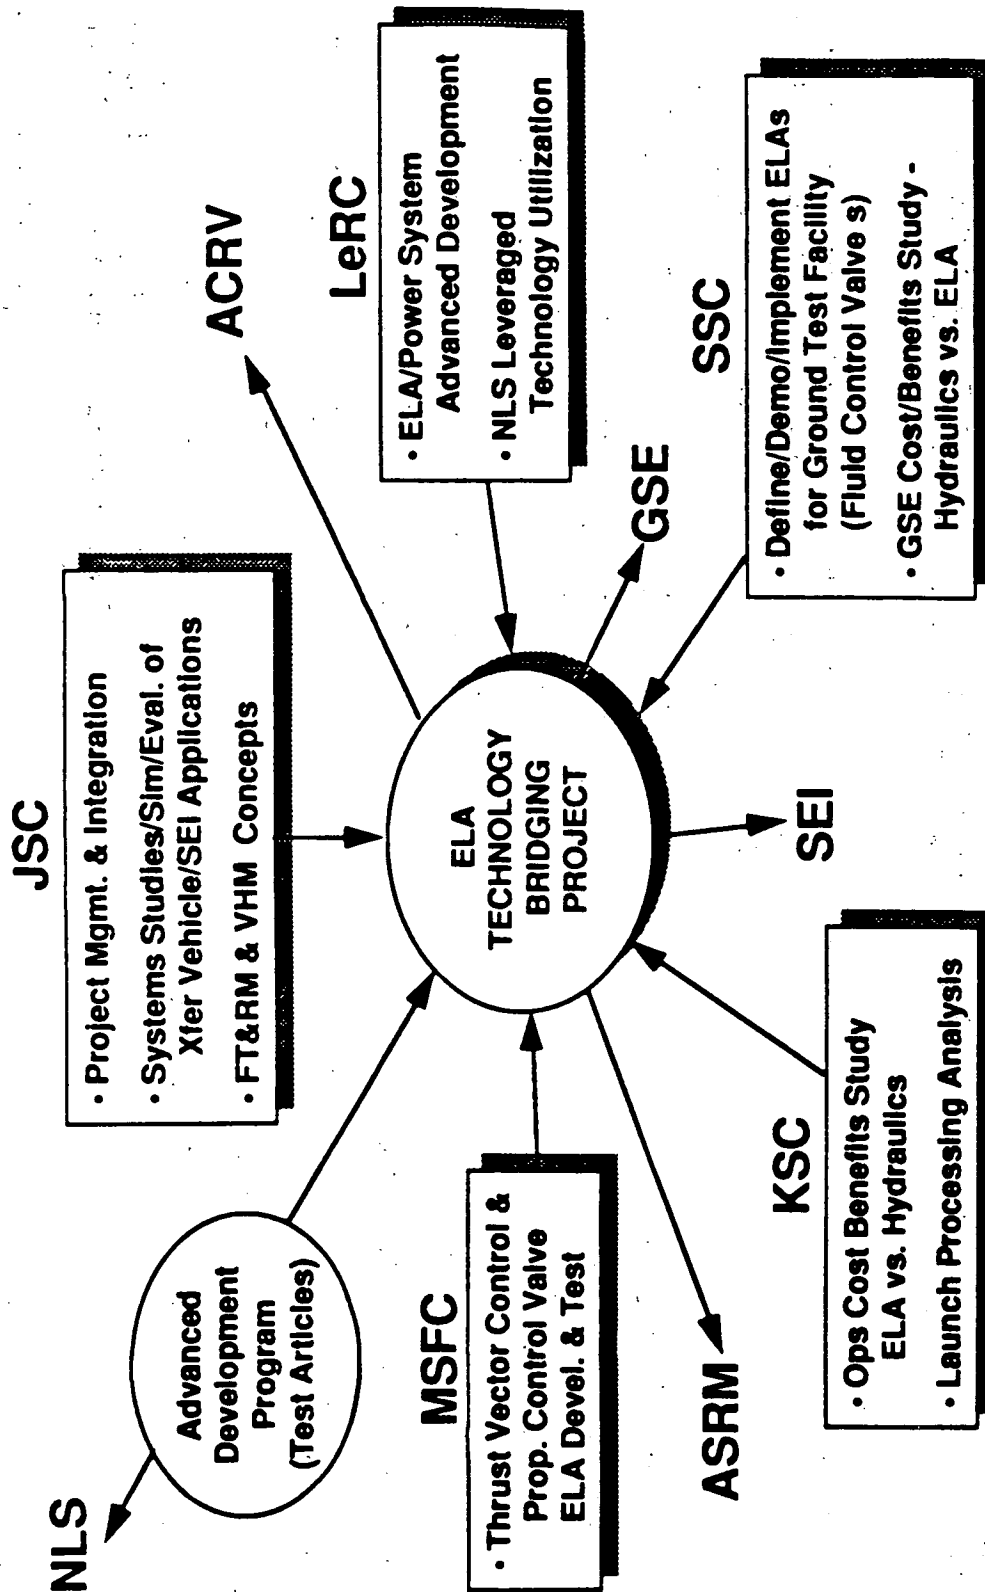 JSC
• Project Mgmt. & Integration
• Systems Studies/Sim/Eval. of
Xfer Vehicle/SEI Applications
• FT&RM & VHM Concepts
NLS
Advanced
Development
Program
(Test Articles)
ACRV
LeRC
• ELA/Power System
Advanced Development
• NLS Leveraged
Technology Utilization
MSFC
• Thrust Vector Control &
Prop. Control Valve
ELA Devel. & Test
ELA
TECHNOLOGY
BRIDGING
PROJECT
GSE
ASRM
SEI
SSC
• Define/Demo/Implement ELAs
for Ground Test Facility
(Fluid Control Valve s)
• GSE Cost/Benefits Study -
Hydraulics vs. ELA
KSC
• Ops Cost Benefits Study
ELA vs. Hydraulics
• Launch Processing Analysis